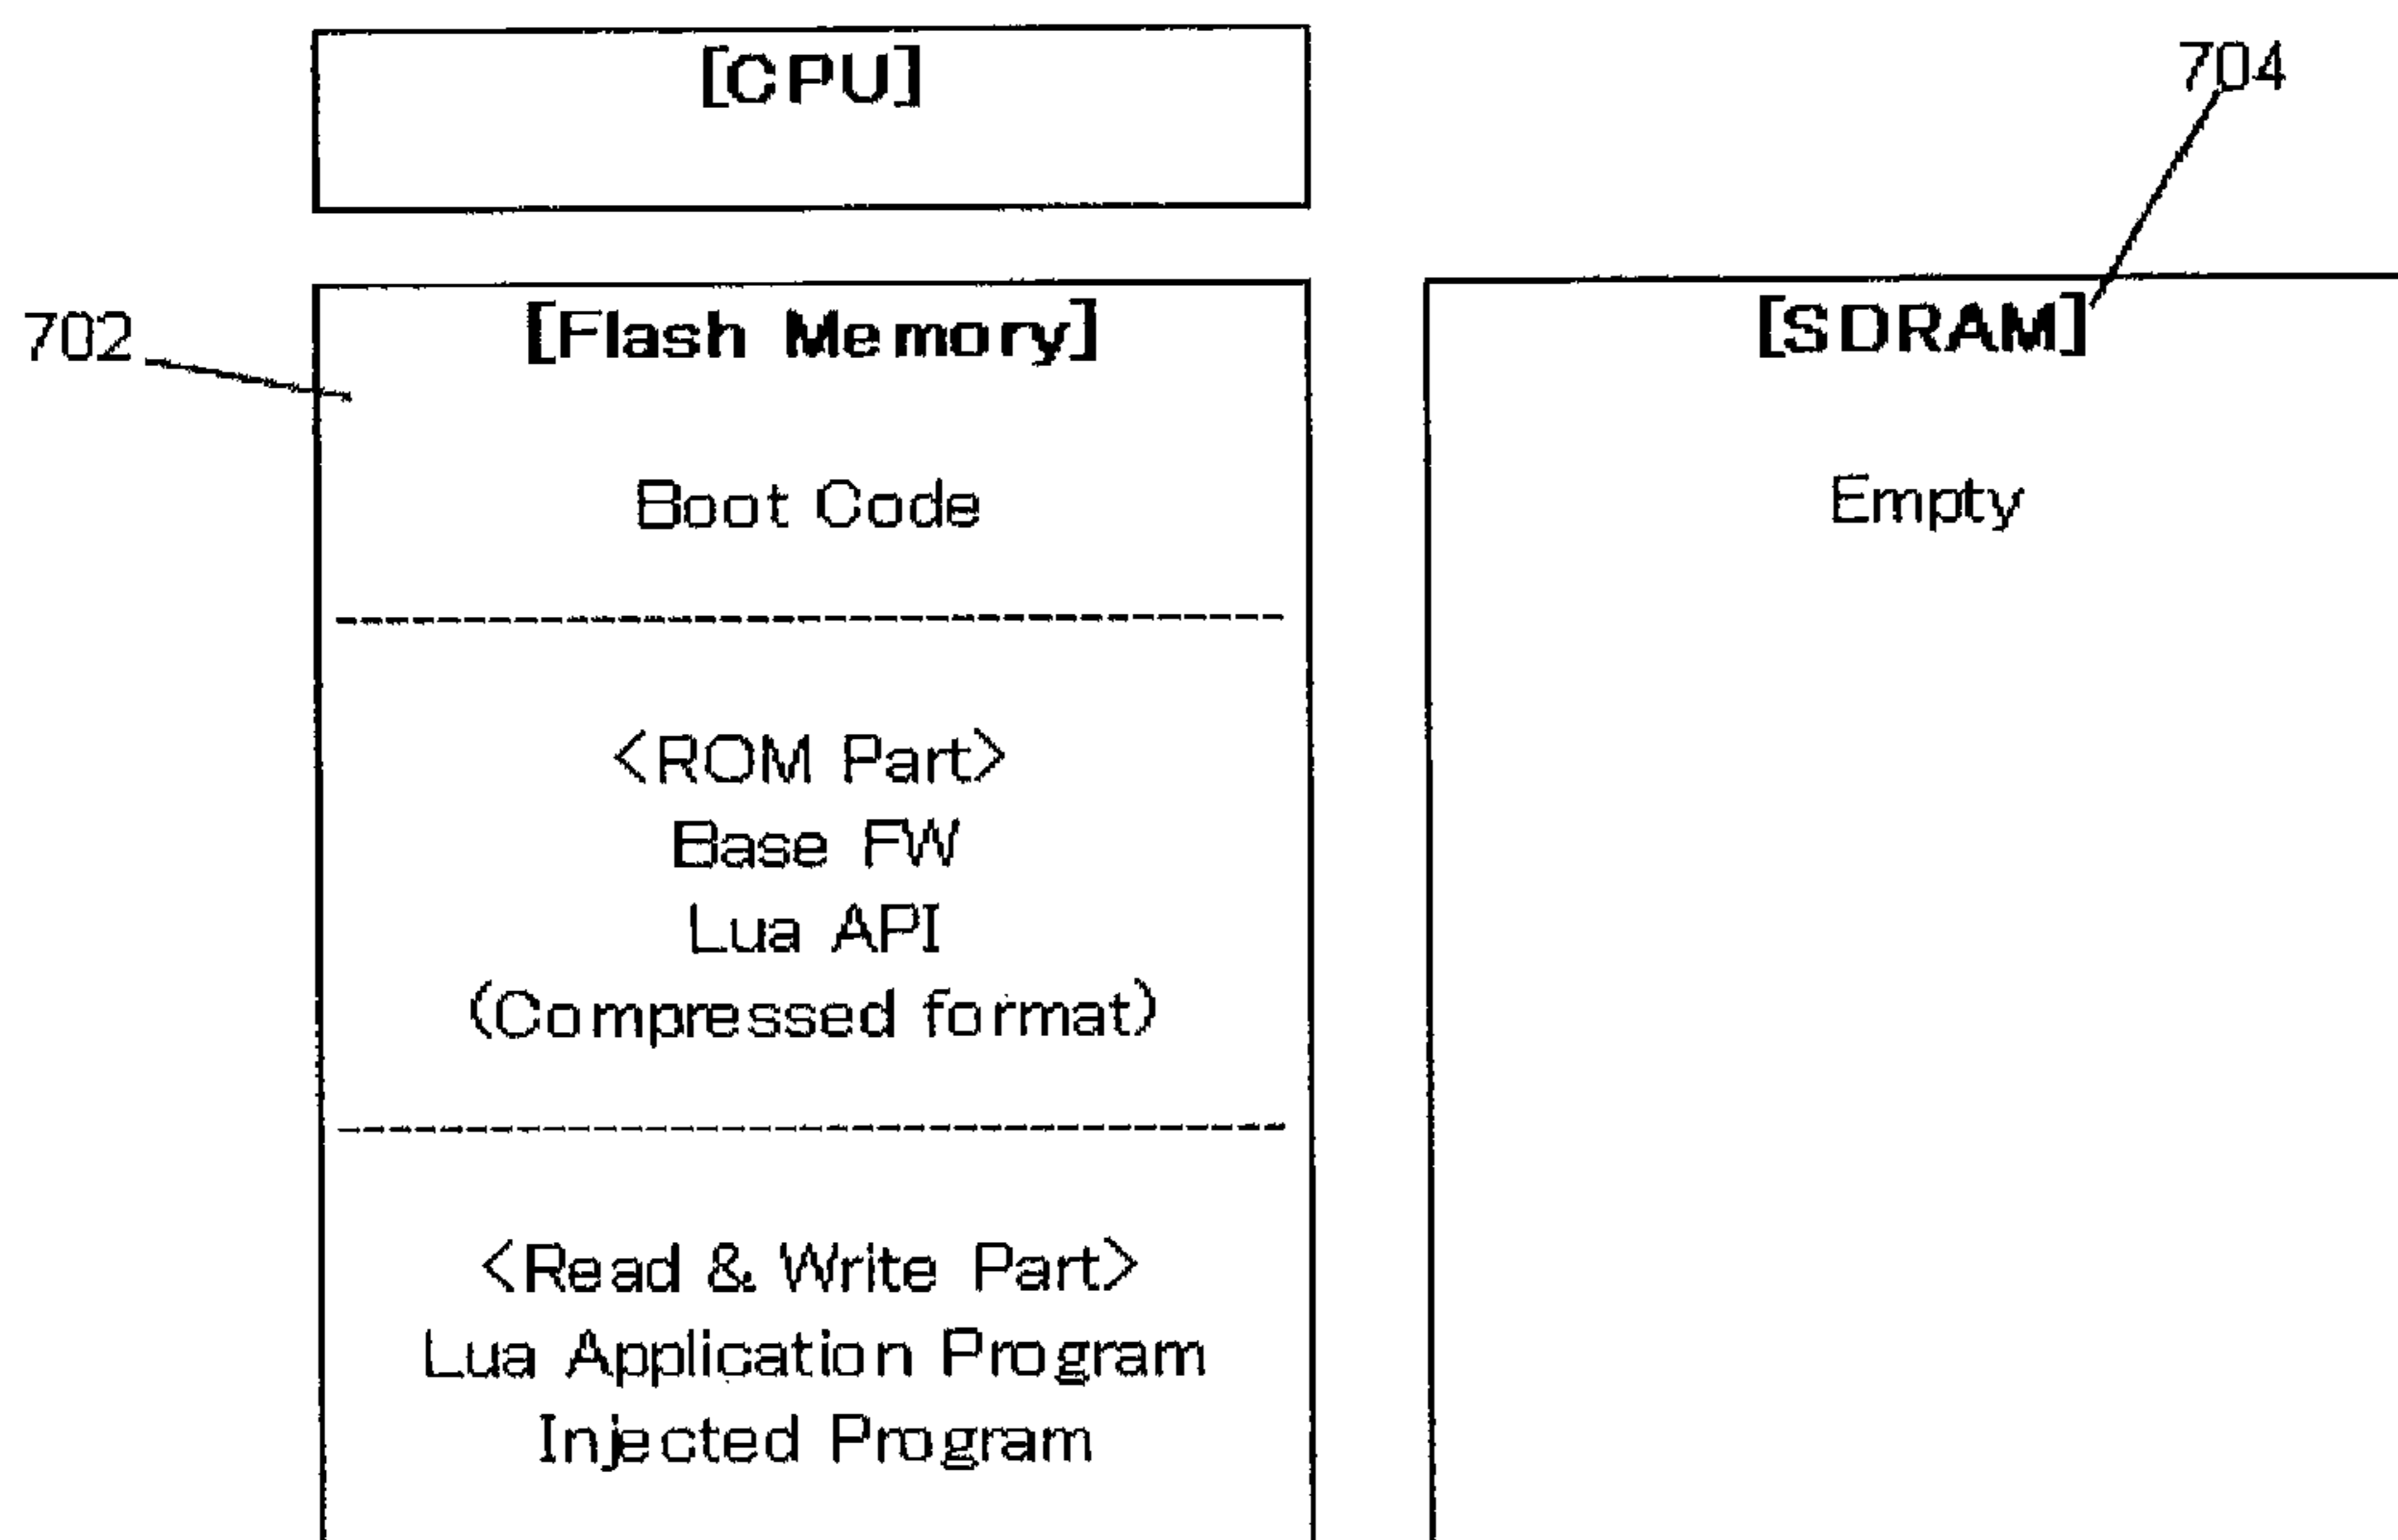 [CPU]
704
702
[Flash Memory]
Boot Code
<ROM Part>
Base FW
Lua API
(Compressed format)
<Read & Write Part>
Lua Application Program
Injected Program
[SDRAM]
Empty